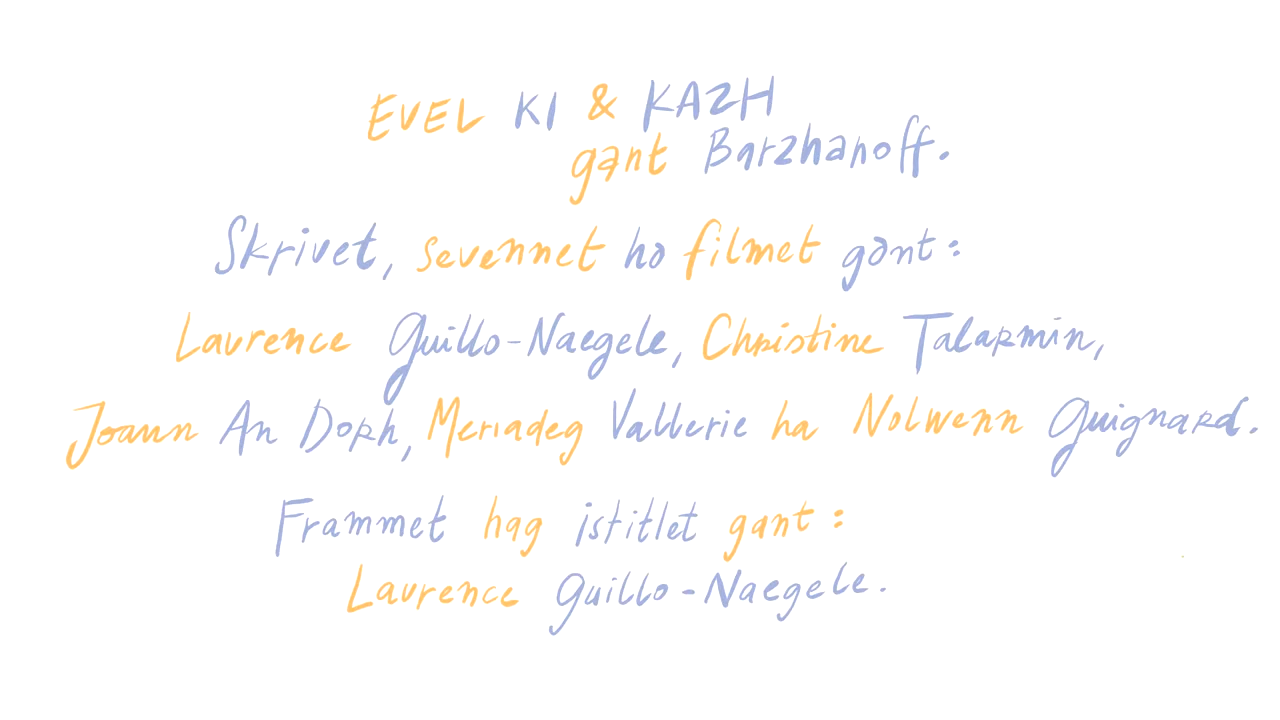 EVEL KI & KAZH
gant Barzhanoff.
Skrivet, sevennet ha filmet gant :
Laurence Guillo-Naegele, Christine Talarmin,
Joann An Dorh, Meriadeg Vallerie ha Nolwenn Guignard.
Frammet hag istitlet gant :
Laurence Guillo-Naegele.